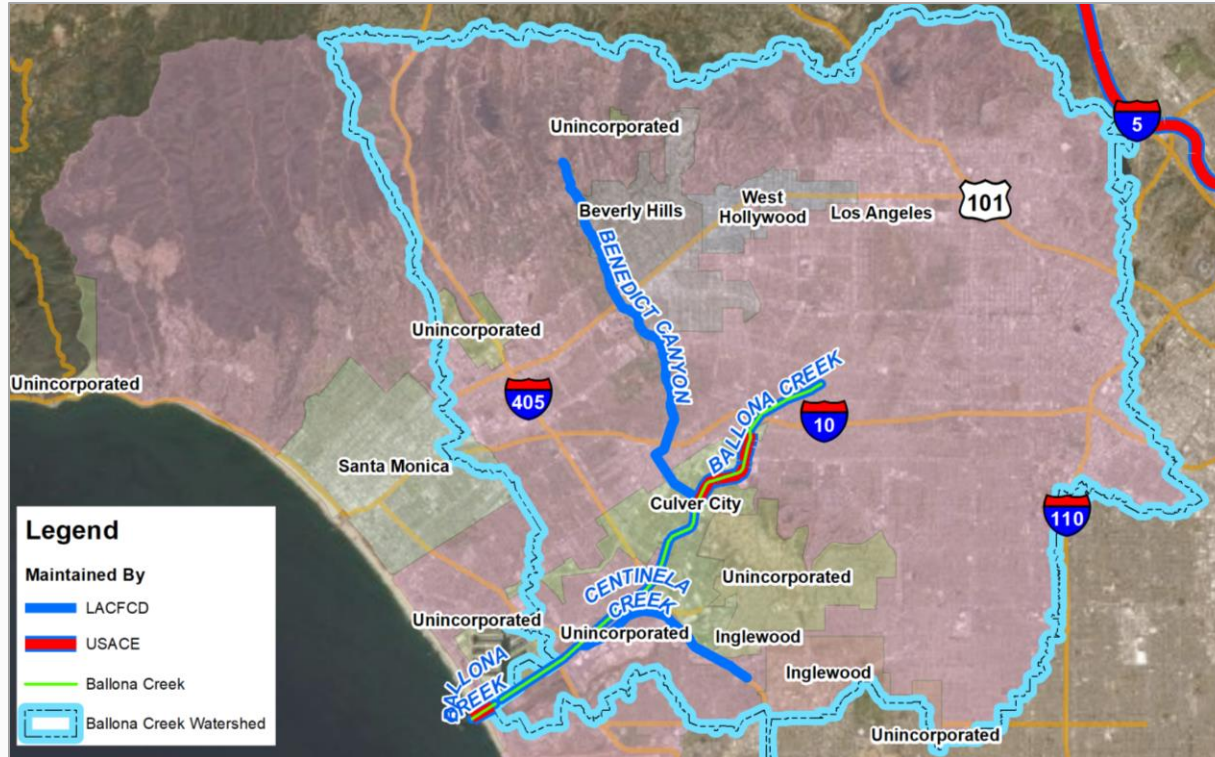 Unincorporated
5
101
West
Hollywood
Beverly Hills
Los Angeles
BENEDICT CANYON
Unincorporated
Unincorporated
405
BALLONA CREEK
10
Santa Monica
Culver City
110
CENTINELA
CREEK
Unincorporated
Unincorporated
Unincorporated
Inglewood
Inglewood
BALLONA
CREEK
Unincorporated
Legend
Maintained By
LACFCD
USACE
Ballona Creek
Ballona Creek Watershed